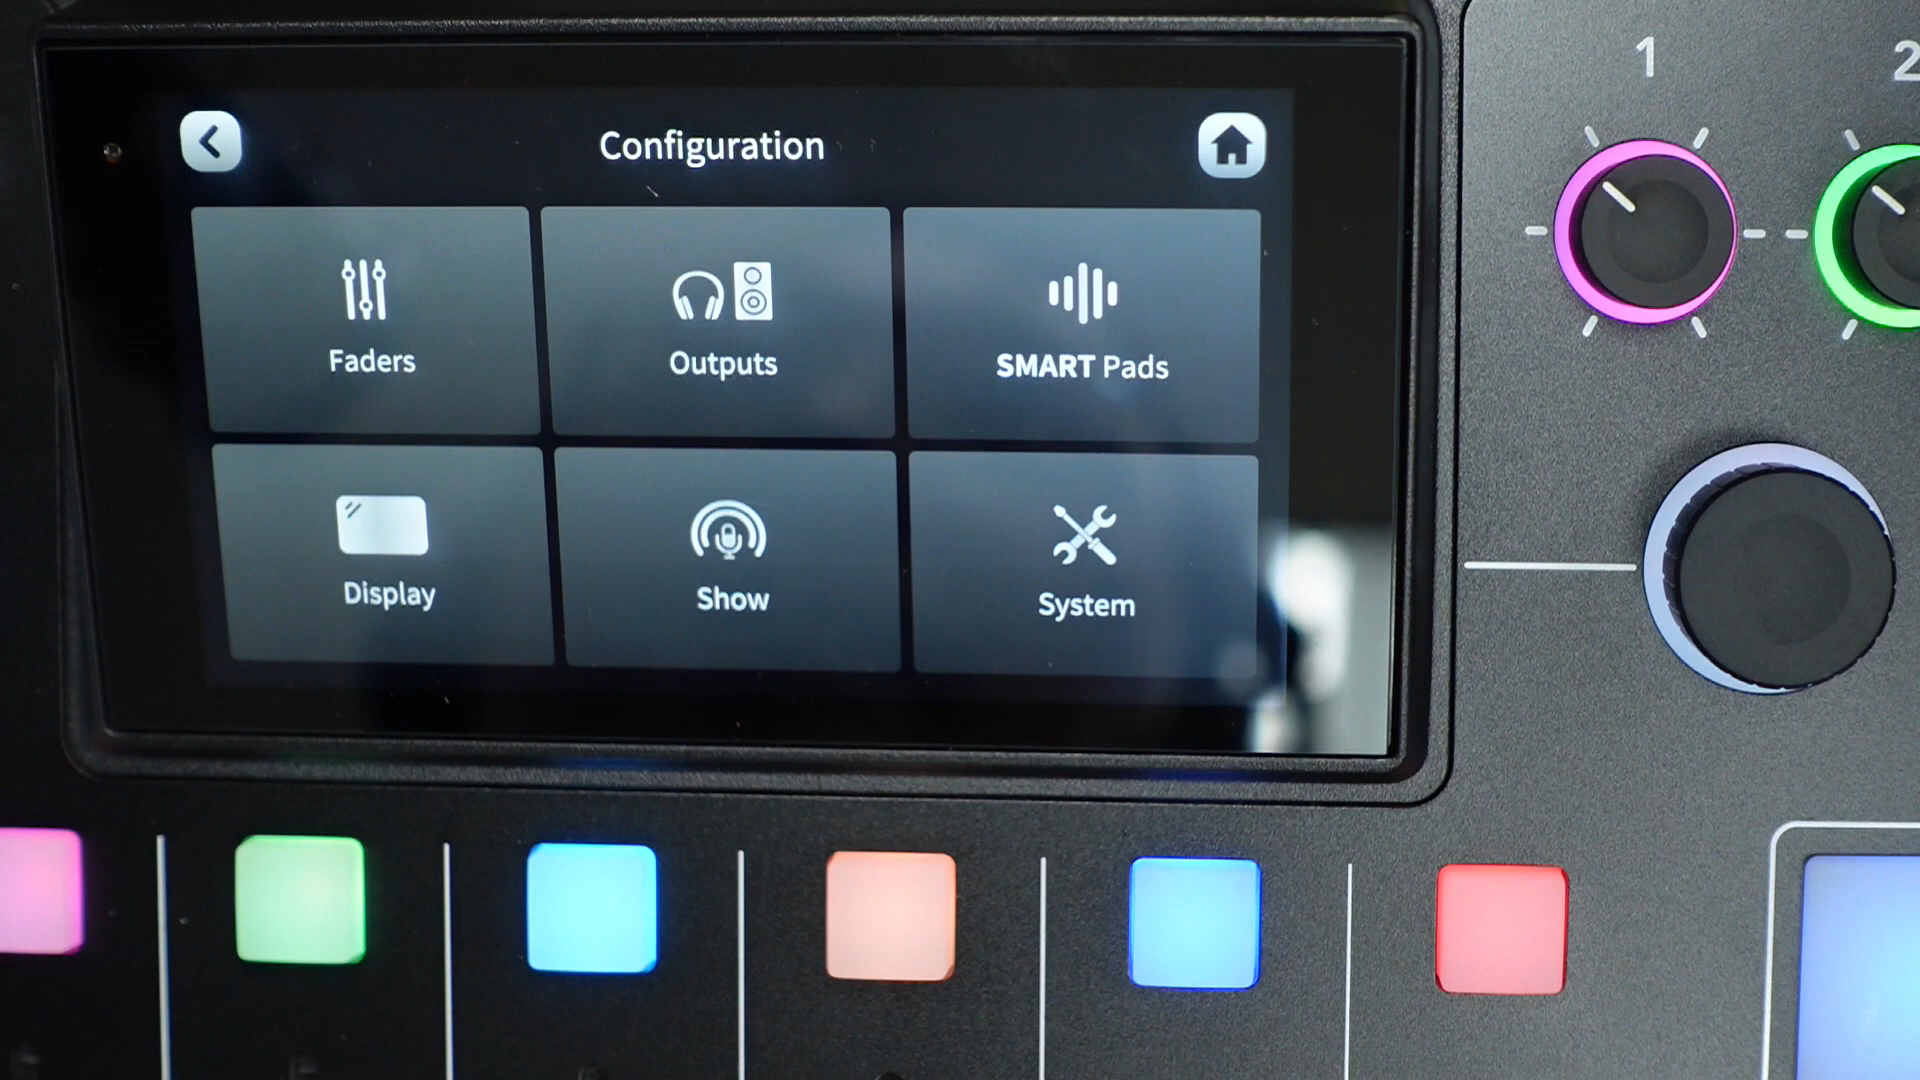 1
2
Configuration
Faders
Outputs
SMART Pads
Display
Show
System